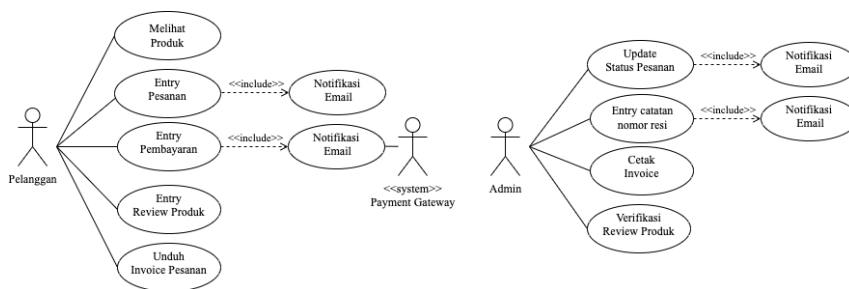 Melihat
Produk
Entry
Pesanan
<<include>>
Notifikasi
Email
Entry
Pembayaran
<<include>>
Notifikasi
Email
Pelanggan
<<system>>
Payment Gateway
Entry
Review Produk
Unduh
Invoice Pesanan
Update
Status Pesanan
<<include>>
Notifikasi
Email
Entry catatan
nomor resi
<<include>>
Notifikasi
Email
Admin
Cetak
Invoice
Verifikasi
Review Produk